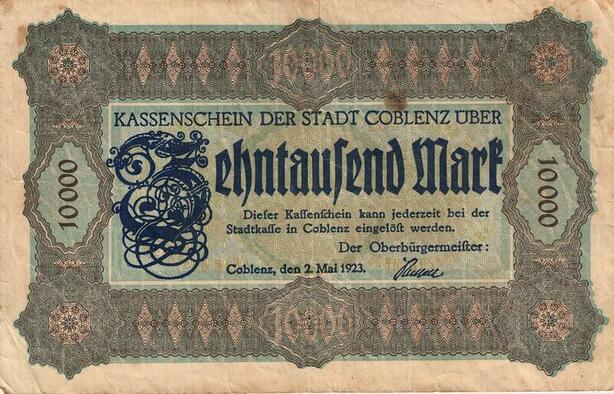 10000
KASSENSCHEIN DER STADT COBLENZ ÜBER
Zehntausend Mark
10000
10000
Dieser Kassenschein kann jederzeit bei der
Stadtkasse in Coblenz eingelöst werden.
Der Oberbürgermeister:
Coblenz, den 2. Mai 1923.
10000